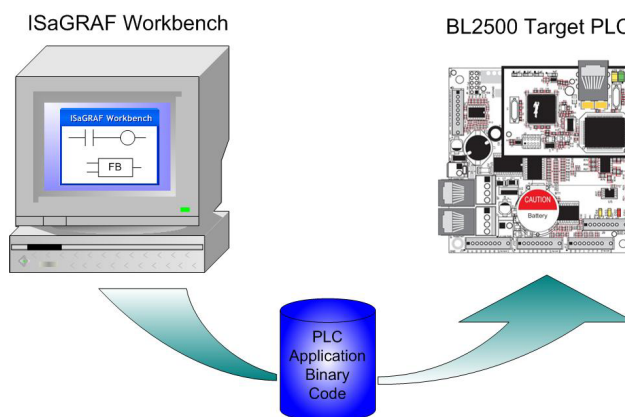 ISaGRAF Workbench
BL2500 Target PLC
ISaGRAF Workbench
FB
CAUTION
Battery
PLC
Application
Binary
Code